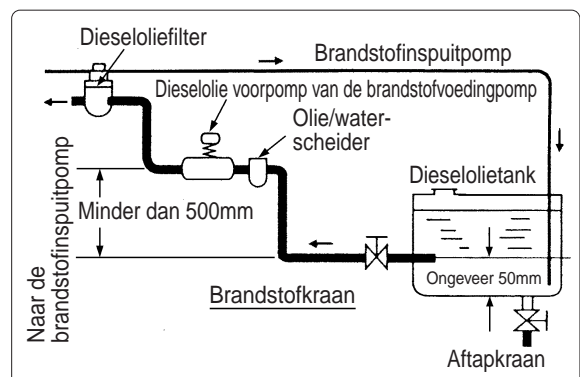 Dieseloliefilter
Brandstofinspuitpomp
Dieselolie voorpomp van de brandstofvoedingpomp
Olie/water-
scheider
Dieselolietank
Minder dan 500mm
Ongeveer 50mm
Naar de
brandstofinspuitpomp
Brandstofkraan
Aftapkraan